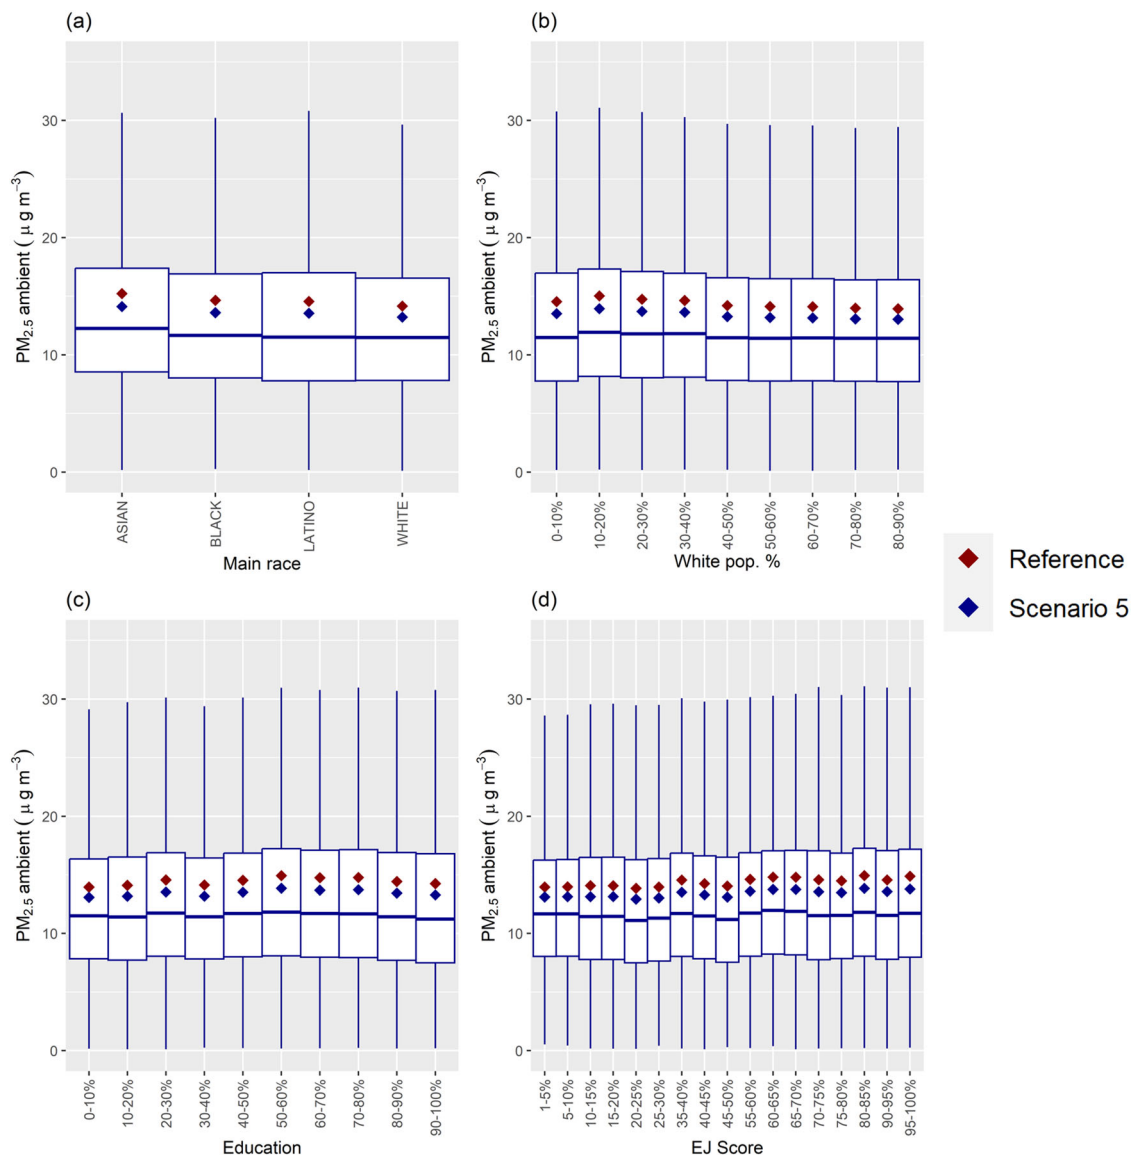 (a)
PM2.5 ambient ( μ g m−3)
30
20
10
0
ASIAN
BLACK
LATINO
WHITE
Main race
(b)
PM2.5 ambient ( μ g m−3)
30
20
10
0
0-10%
10-20%
20-30%
30-40%
40-50%
50-60%
60-70%
70-80%
80-90%
White pop. %
Reference
Scenario 5
(c)
PM2.5 ambient ( μ g m−3)
30
20
10
0
0-10%
10-20%
20-30%
30-40%
40-50%
50-60%
60-70%
70-80%
80-90%
90-100%
Education
(d)
PM2.5 ambient ( μ g m−3)
30
20
10
0
1-5%
5-10%
10-15%
15-20%
20-25%
25-30%
35-40%
40-45%
45-50%
55-60%
60-65%
65-70%
70-75%
75-80%
80-85%
90-95%
95-100%
EJ Score